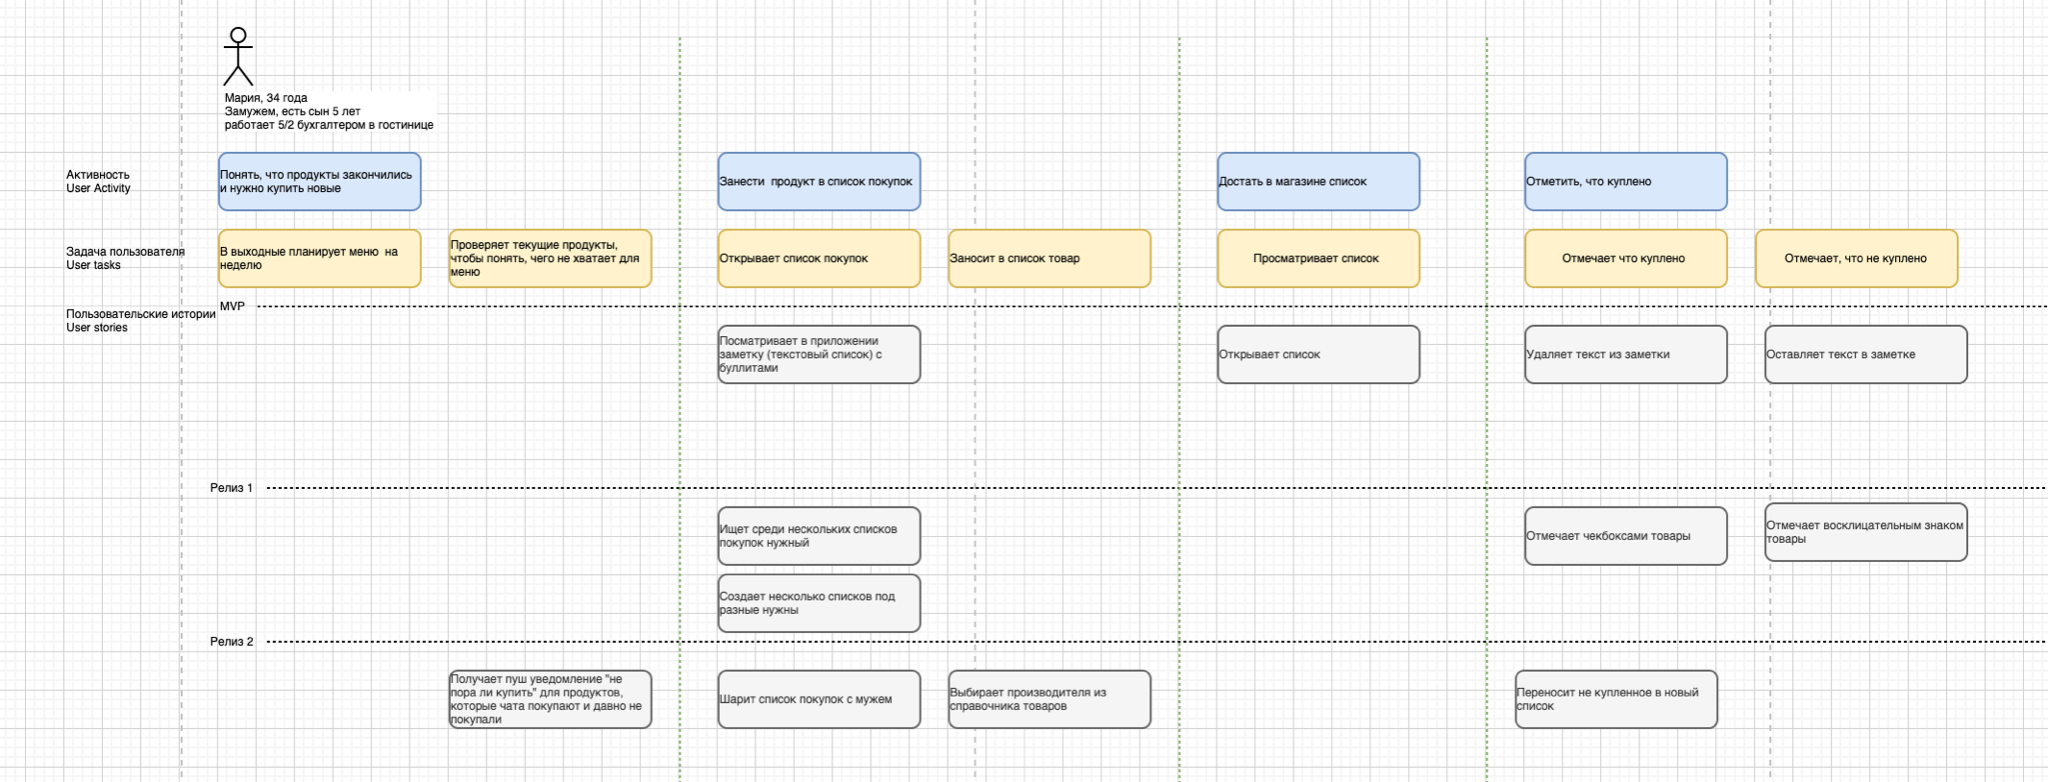 Мария, 34 года
Замужем, есть сын 5 лет
работает 5/2 бухгалтером в гостинице
Активность
User Activity
Понять, что продукты закончились
и нужно купить новые
Занести  продукт в список покупок
Достать в магазине список
Отметить, что куплено
Задача пользователя
User tasks
В выходные планирует меню  на
неделю
Проверяет текущие продукты,
чтобы понять, чего не хватает для
меню
Открывает список покупок
Заносит в список товар
Просматривает список
Отмечает что куплено
Отмечает, что не куплено
MVP
Пользовательские истории
User stories
Посматривает в приложении
заметку (текстовый список) с
буллитами
Открывает список
Удаляет текст из заметки
Оставляет текст в заметке
Релиз 1
Ищет среди нескольких списков
покупок нужный
Отмечает чекбоксами товары
Отмечает восклицательным знаком
товары
Создает несколько списков под
разные нужны
Релиз 2
Получает пуш уведомление "не
пора ли купить" для продуктов,
которые чата покупают и давно не
покупали
Шарит список покупок с мужем
Выбирает производителя из
справочника товаров
Переносит не купленное в новый
список